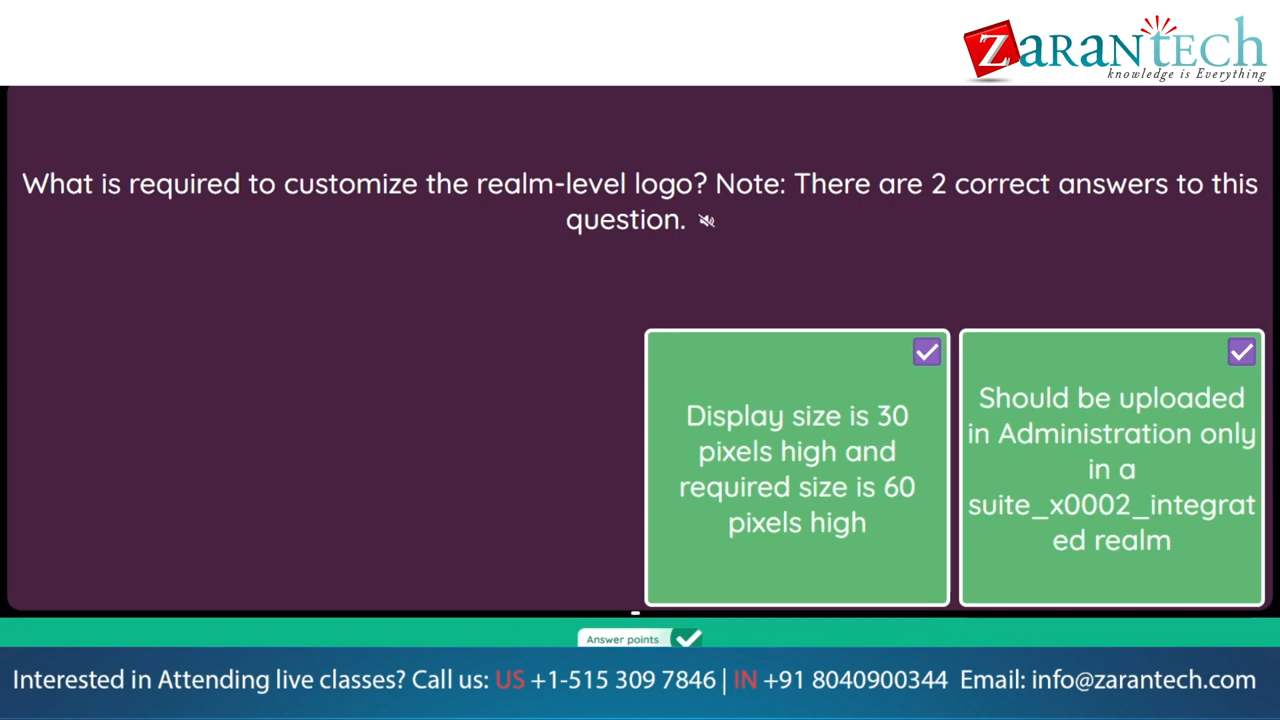 ZARANTECH
knowledge is Everything
What is required to customize the realm-level logo? Note: There are 2 correct answers to this
question.
Display size is 30
pixels high and
required size is 60
pixels high
Should be uploaded
in Administration only
in a
suite_x0002_integrat
ed realm
Answer points
Interested in Attending live classes? Call us: US +1-515 309 7846 | IN +91 8040900344 Email: info@zarantech.com